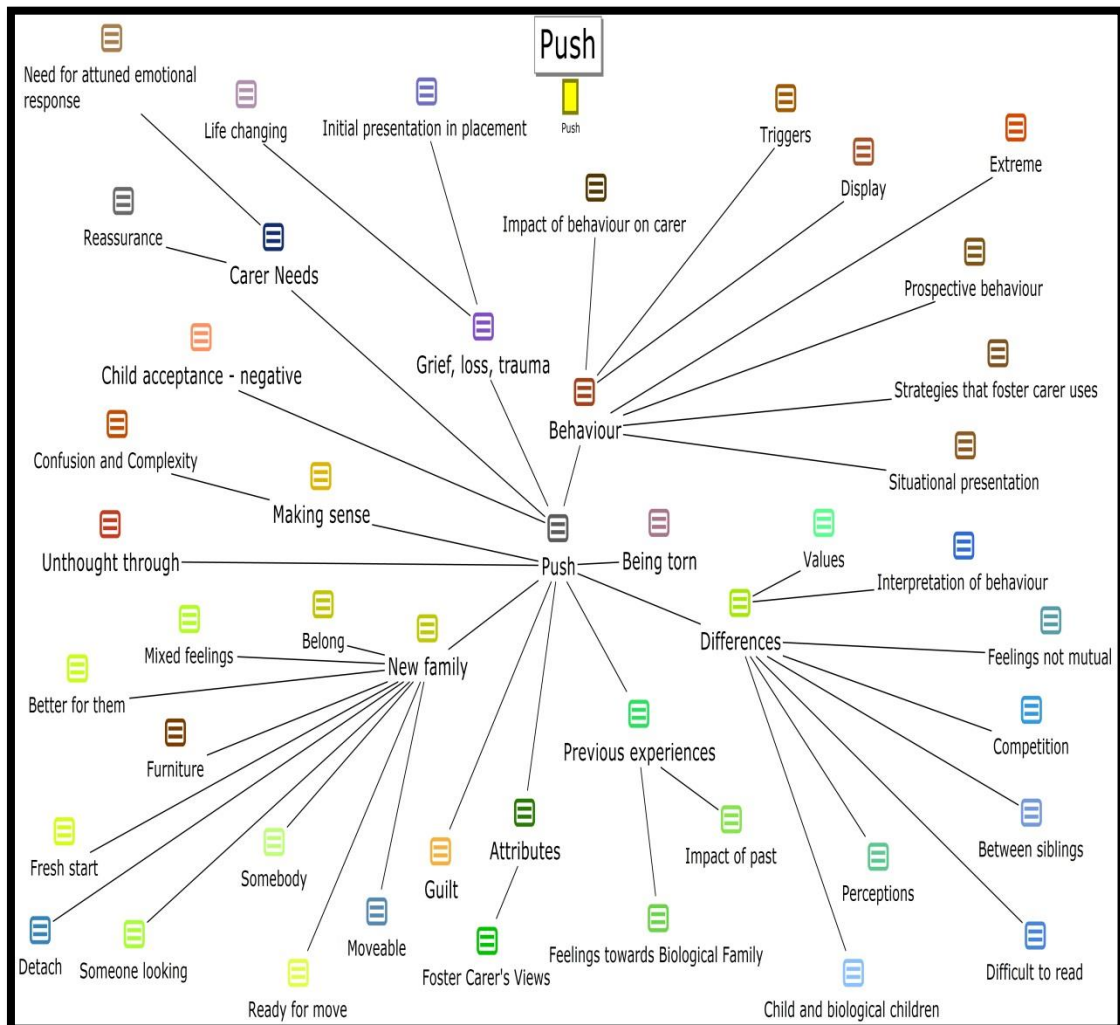 Push
Push
Need for attuned emotional
response
Life changing
Initial presentation in placement
Triggers
Display
Extreme
Reassurance
Carer Needs
Impact of behaviour on carer
Prospective behaviour
Child acceptance - negative
Grief, loss, trauma
Strategies that foster carer uses
Behaviour
Confusion and Complexity
Situational presentation
Making sense
Unthought through
Push
Being torn
Values
Interpretation of behaviour
Belong
Mixed feelings
New family
Differences
Feelings not mutual
Better for them
Furniture
Previous experiences
Competition
Fresh start
Somebody
Guilt
Attributes
Impact of past
Perceptions
Between siblings
Detach
Someone looking
Moveable
Foster Carer's Views
Feelings towards Biological Family
Difficult to read
Ready for move
Child and biological children